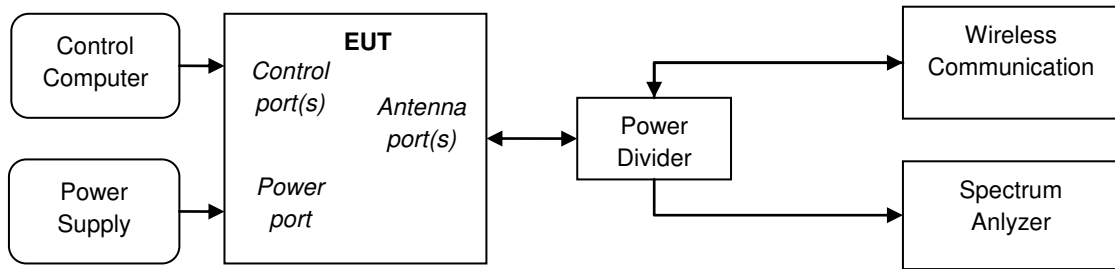 Control
Computer
Power
Supply
EUT
Control
port(s)
Antenna
port(s)
Power
port
Power
Divider
Wireless
Communication
Spectrum
Anlyzer